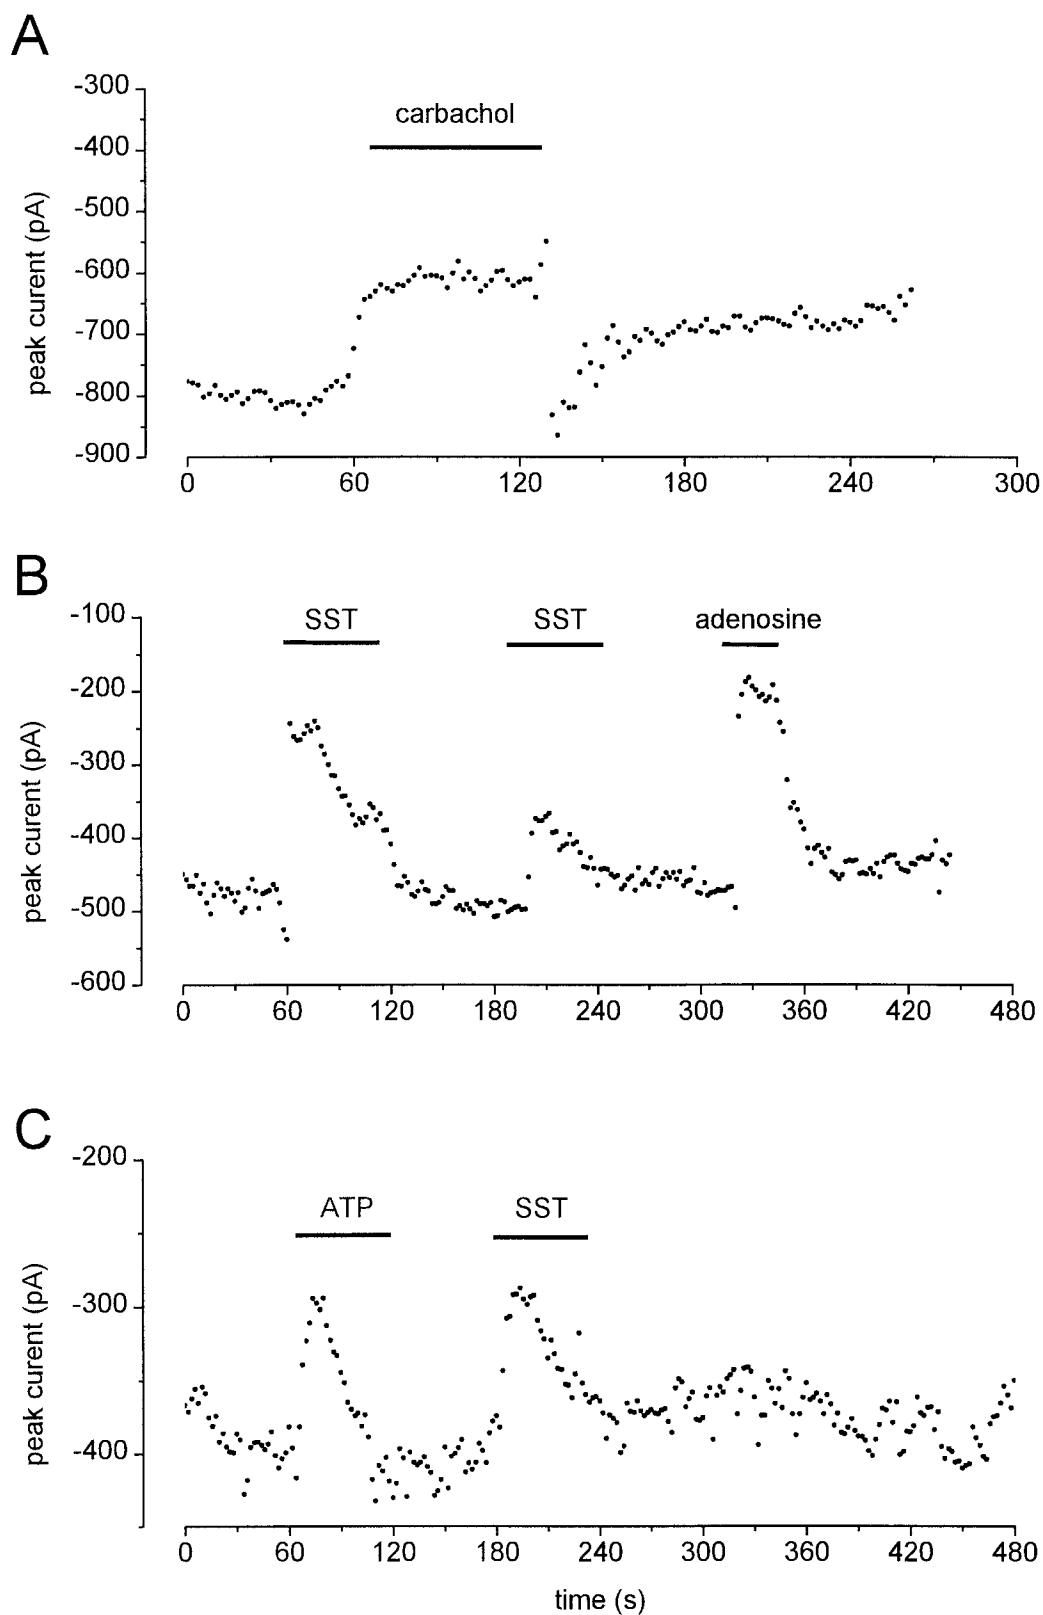 A
-300
carbachol
-400
-500
-600
-700
-800
-900
peak curent (pA)
0 60 120 180 240 300
B
-100
SST SST adenosine
-200
-300
-400
-500
-600
peak curent (pA)
0 60 120 180 240 300 360 420 480
C
-200
ATP SST
-300
-400
peak curent (pA)
0 60 120 180 240 300 360 420 480
time (s)